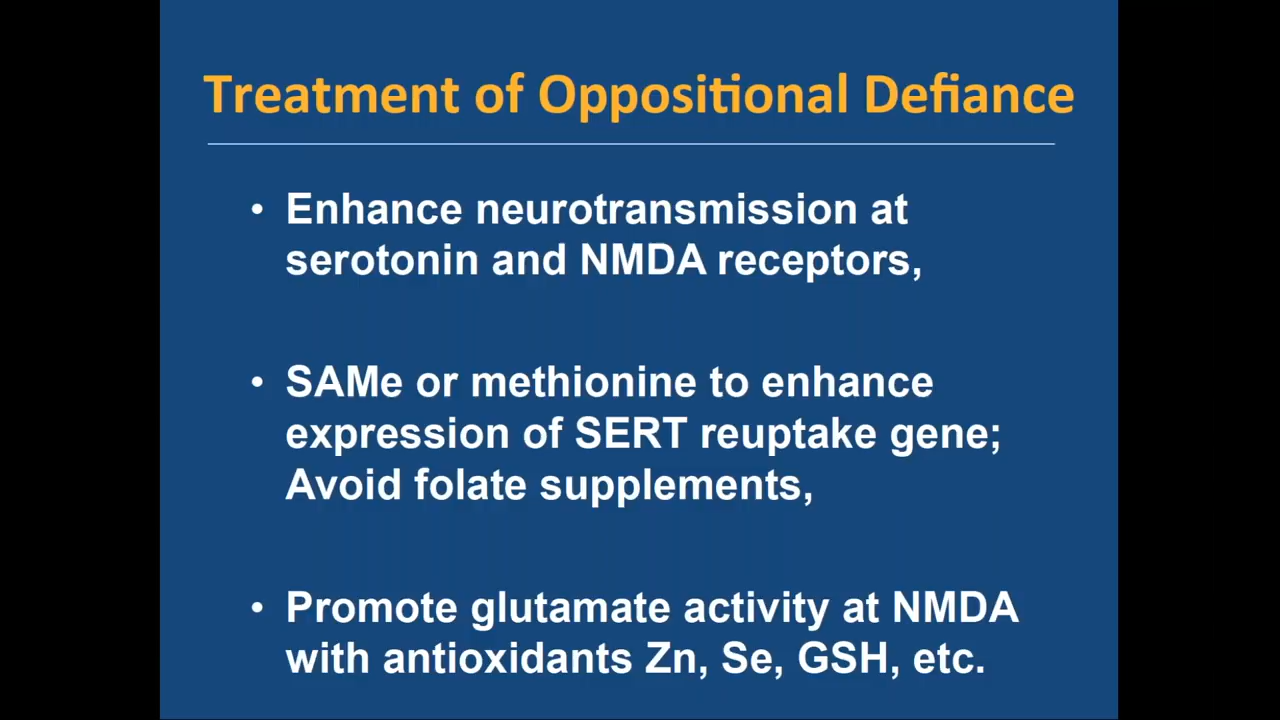 Treatment of Oppositional Defiance
• Enhance neurotransmission at
serotonin and NMDA receptors,
• SAMe or methionine to enhance
expression of SERT reuptake gene;
Avoid folate supplements,
• Promote glutamate activity at NMDA
with antioxidants Zn, Se, GSH, etc.